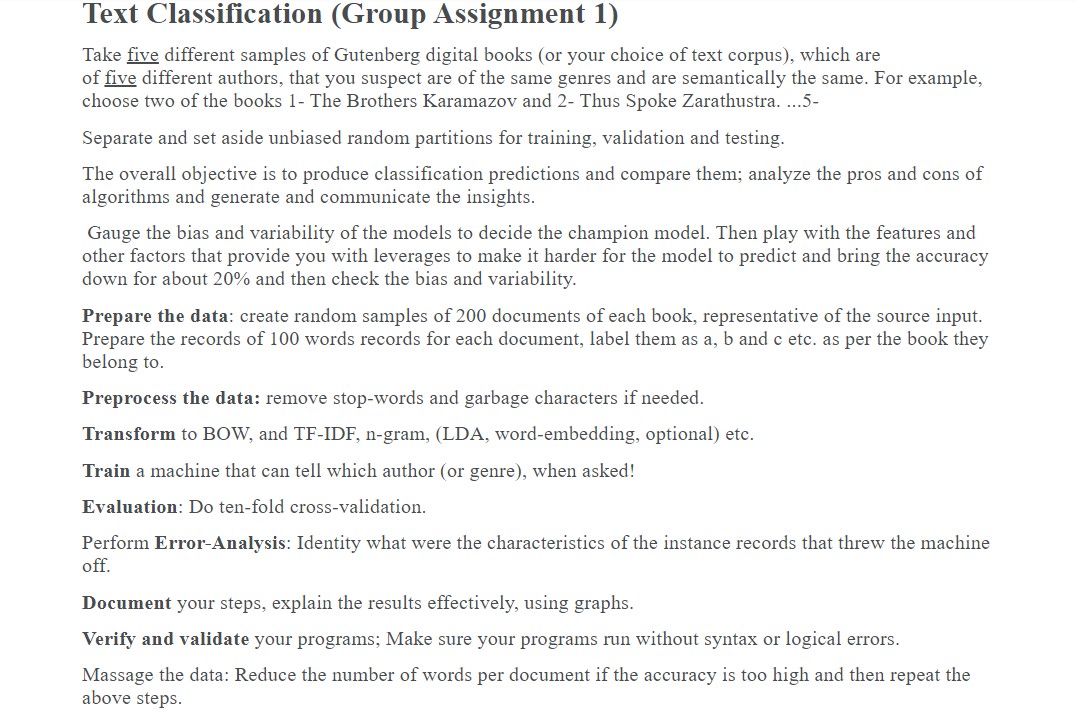 Text Classification (Group Assignment 1)
Take five different samples of Gutenberg digital books (or your choice of text corpus), which are
of five different authors, that you suspect are of the same genres and are semantically the same. For example,
choose two of the books 1- The Brothers Karamazov and 2- Thus Spoke Zarathustra. ...5-
Separate and set aside unbiased random partitions for training, validation and testing.
The overall objective is to produce classification predictions and compare them; analyze the pros and cons of
algorithms and generate and communicate the insights.
Gauge the bias and variability of the models to decide the champion model. Then play with the features and
other factors that provide you with leverages to make it harder for the model to predict and bring the accuracy
down for about 20% and then check the bias and variability.
Prepare the data: create random samples of 200 documents of each book, representative of the source input.
Prepare the records of 100 words records for each document, label them as a, b and c etc. as per the book they
belong to.
Preprocess the data: remove stop-words and garbage characters if needed.
Transform to BOW, and TF-IDF, n-gram, (LDA, word-embedding, optional) etc.
Train a machine that can tell which author (or genre), when asked!
Evaluation: Do ten-fold cross-validation.
Perform Error-Analysis: Identity what were the characteristics of the instance records that threw the machine
off.
Document your steps, explain the results effectively, using graphs.
Verify and validate your programs; Make sure your programs run without syntax or logical errors.
Massage the data: Reduce the number of words per document if the accuracy is too high and then repeat the
above steps.